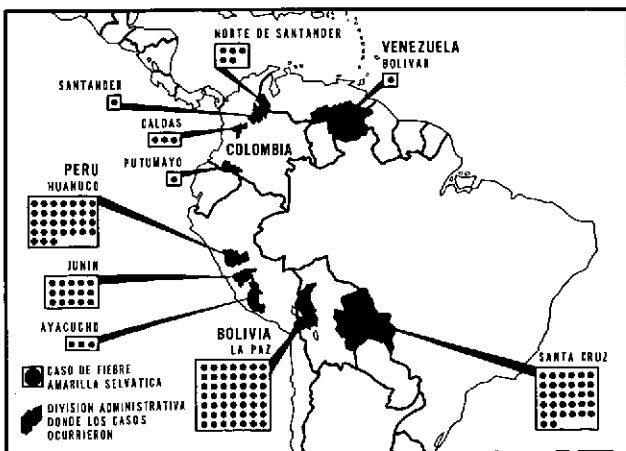 NORTE DE SANTANDER
VENEZUELA
BOLIVAR
SANTANDER
CALDAS
COLOMBIA
PUTUMAYO
PERU
HUANUCO
JUNIN
AYACUCHO
BOLIVIA
LA PAZ
SANTA CRUZ
CASO DE FIEBRE
AMARILLA SELVATICA
DIVISION ADMINISTRATIVA
DONDE LOS CASOS
OCURRIERON